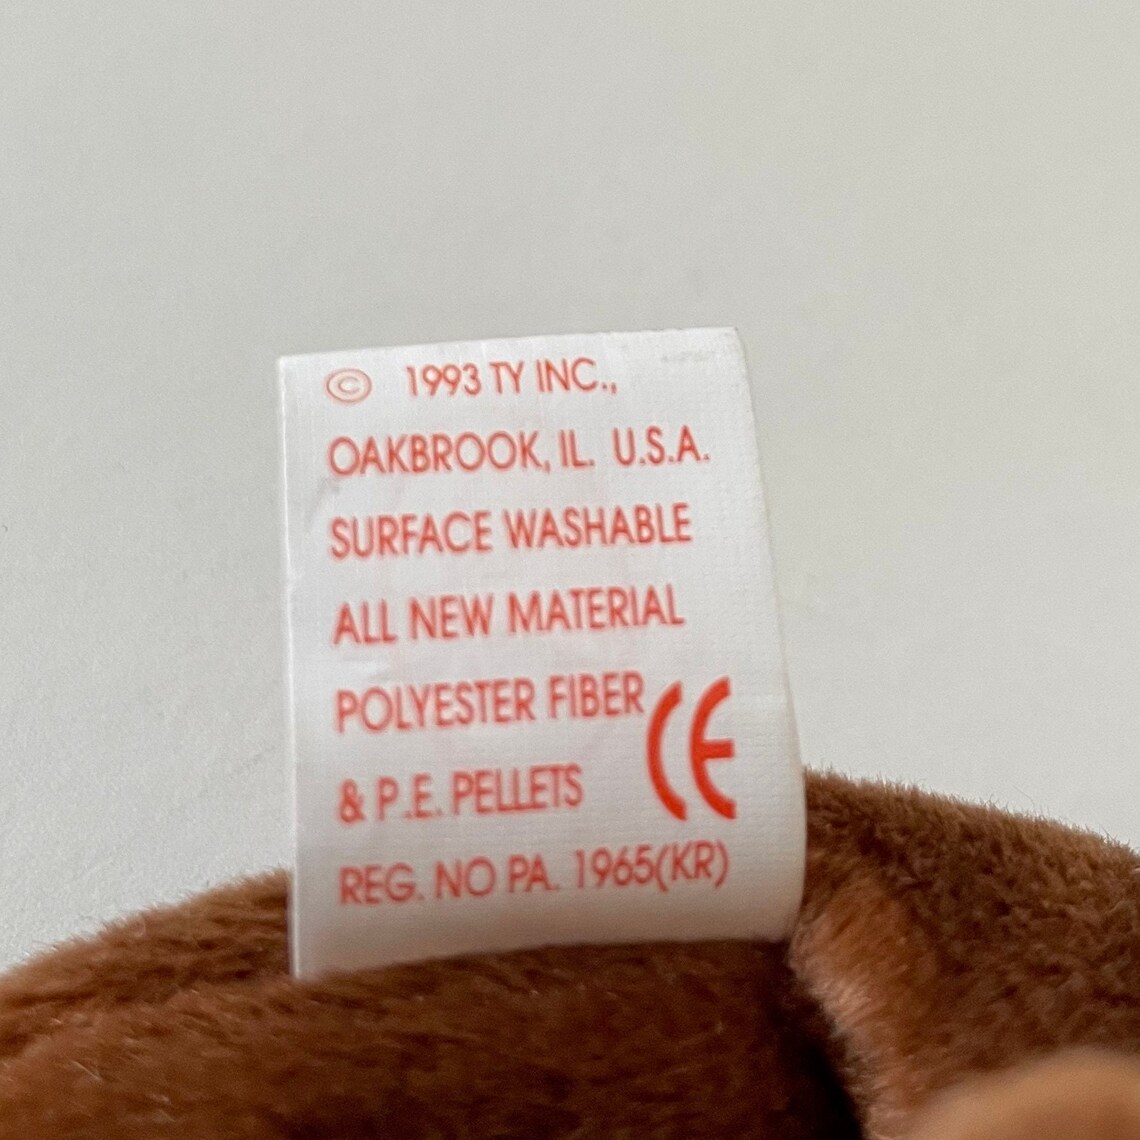 © 1993 TY INC.,
OAKBROOK, IL. U.S.A.
SURFACE WASHABLE
ALL NEW MATERIAL
POLYESTER FIBER
& P.E. PELLETS CE
REG. NO PA. 1965(KR)